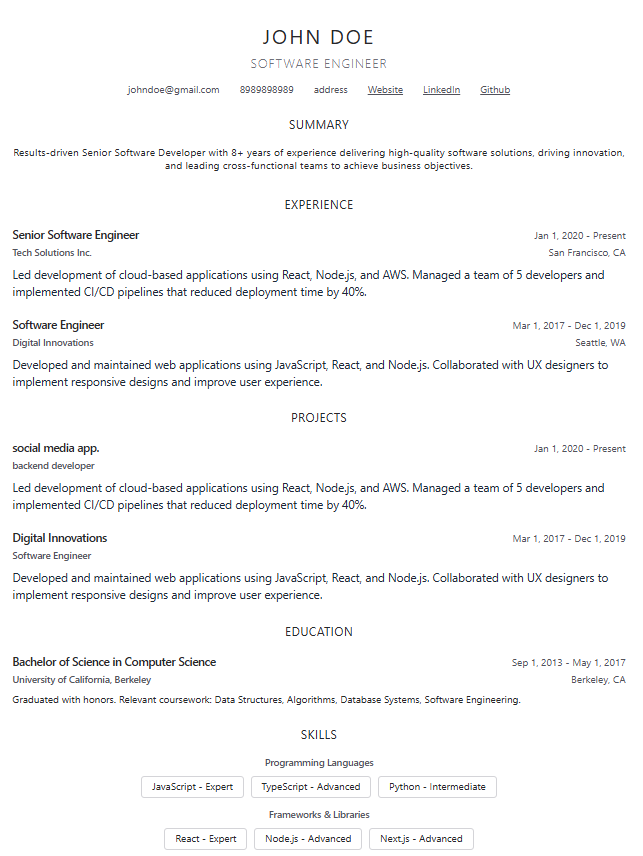 JOHN DOE
SOFTWARE ENGINEER
johndoe@gmail.com 8989898989 address Website LinkedIn Github
SUMMARY
Results-driven Senior Software Developer with 8+ years of experience delivering high-quality software solutions, driving innovation,
and leading cross-functional teams to achieve business objectives.
EXPERIENCE
Senior Software Engineer Jan 1, 2020 - Present
Tech Solutions Inc. San Francisco, CA
Led development of cloud-based applications using React, Node.js, and AWS. Managed a team of 5 developers and
implemented CI/CD pipelines that reduced deployment time by 40%.
Software Engineer Mar 1, 2017 - Dec 1, 2019
Digital Innovations Seattle, WA
Developed and maintained web applications using JavaScript, React, and Node.js. Collaborated with UX designers to
implement responsive designs and improve user experience.
PROJECTS
social media app. Jan 1, 2020 - Present
backend developer
Led development of cloud-based applications using React, Node.js, and AWS. Managed a team of 5 developers and
implemented CI/CD pipelines that reduced deployment time by 40%.
Digital Innovations Mar 1, 2017 - Dec 1, 2019
Software Engineer
Developed and maintained web applications using JavaScript, React, and Node.js. Collaborated with UX designers to
implement responsive designs and improve user experience.
EDUCATION
Bachelor of Science in Computer Science Sep 1, 2013 - May 1, 2017
University of California, Berkeley Berkeley, CA
Graduated with honors. Relevant coursework: Data Structures, Algorithms, Database Systems, Software Engineering.
SKILLS
Programming Languages
JavaScript - Expert TypeScript - Advanced Python - Intermediate
Frameworks & Libraries
React - Expert Node.js - Advanced Next.js - Advanced